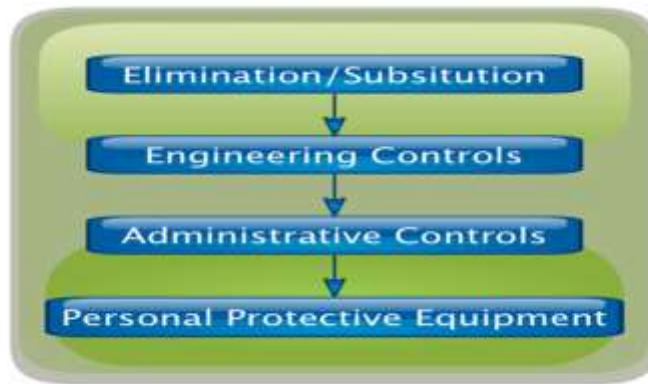 Elimination/Subsitution
Engineering Controls
Administrative Controls
Personal Protective Equipment